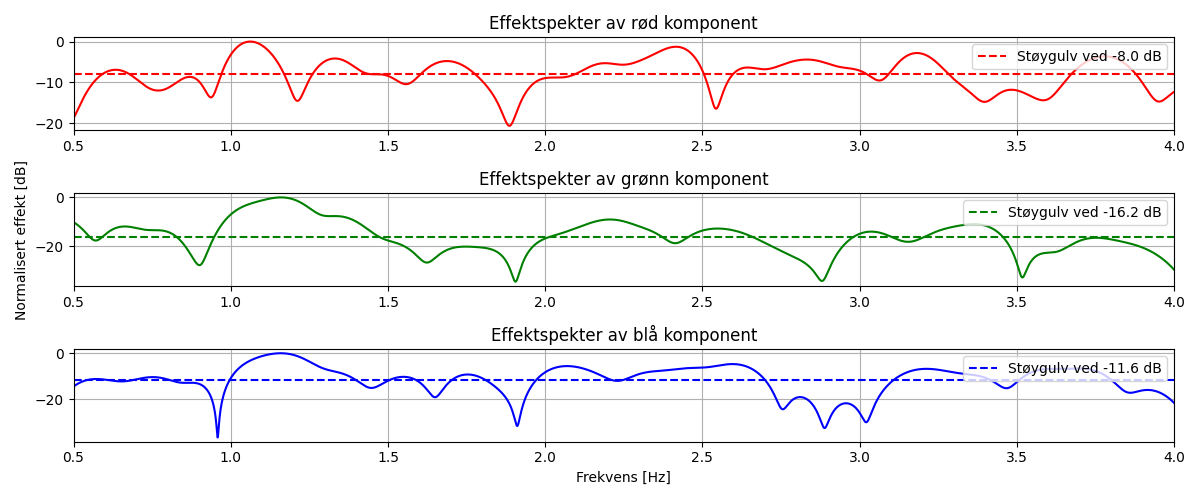 Effektspekter av rød komponent
0
−10
−20
Støygulv ved -8.0 dB
0.5 1.0 1.5 2.0 2.5 3.0 3.5 4.0
Effektspekter av grønn komponent
Normalisert effekt [dB]
0
−20
Støygulv ved -16.2 dB
0.5 1.0 1.5 2.0 2.5 3.0 3.5 4.0
Effektspekter av blå komponent
0
−20
Støygulv ved -11.6 dB
0.5 1.0 1.5 2.0 2.5 3.0 3.5 4.0
Frekvens [Hz]